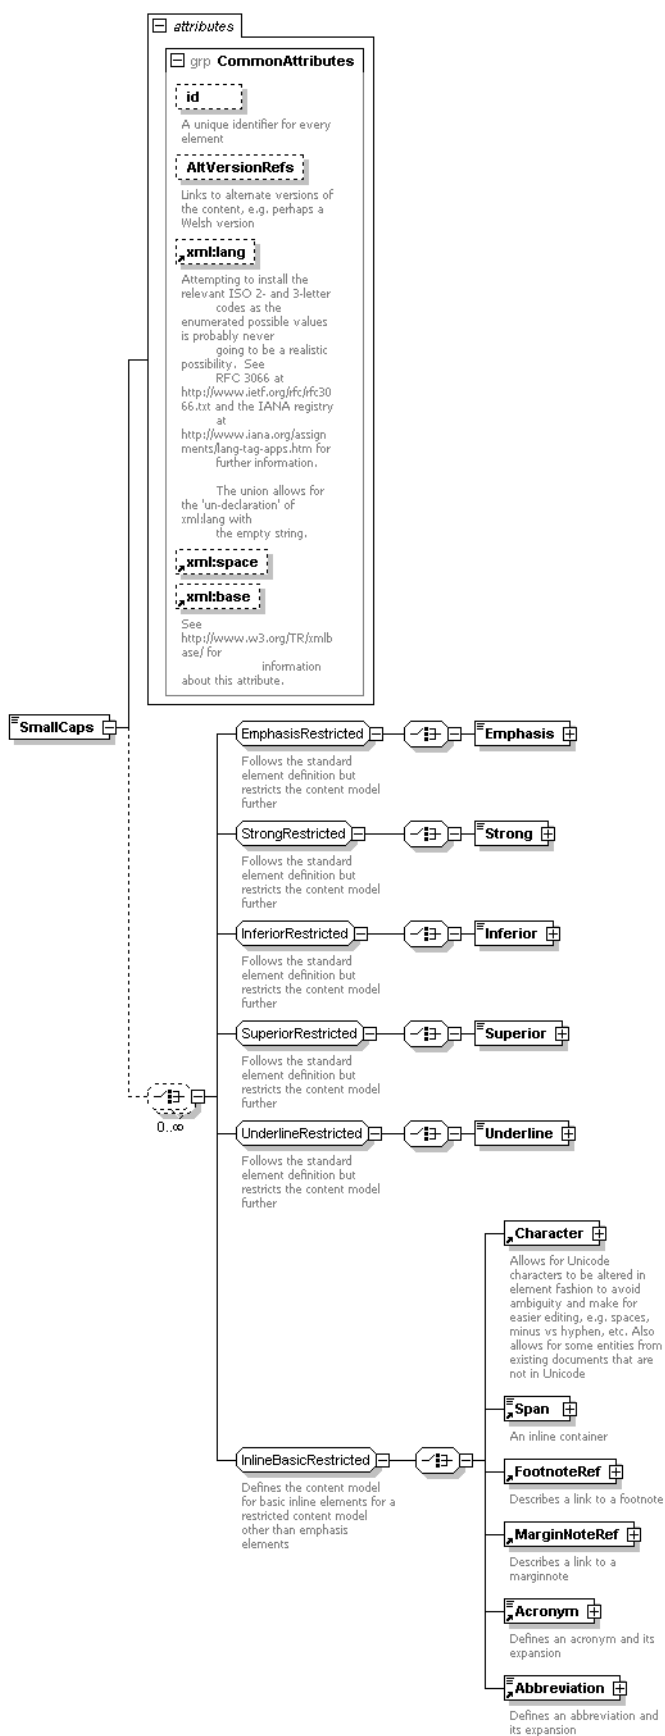 attributes
grp CommonAttributes
id
A unique identifier for every
element
AltVersionRefs
Links to alternate versions of
the content, e.g. perhaps a
Welsh version
xml:lang
Attempting to install the
relevant ISO 2- and 3-letter
codes as the
enumerated possible values
is probably never
going to be a realistic
possibility. See
RFC 3066 at
http://www.ietf.org/rfc/rfc30
66.txt and the IANA registry
at
http://www.iana.org/assign
ments/lang-tag-apps.htm for
further information.
The union allows for
the 'un-declaration' of
xml:lang with
the empty string.
xml:space
xml:base
See
http://www.w3.org/TR/xmlb
ase/ for
information
about this attribute.
SmallCaps
EmphasisRestricted
Emphasis
Follows the standard
element definition but
restricts the content model
further
StrongRestricted
Strong
Follows the standard
element definition but
restricts the content model
further
InferiorRestricted
Inferior
Follows the standard
element definition but
restricts the content model
further
SuperiorRestricted
Superior
Follows the standard
element definition but
restricts the content model
further
0..∞
UnderlineRestricted
Underline
Follows the standard
element definition but
restricts the content model
further
Character
Allows for Unicode
characters to be altered in
element fashion to avoid
ambiguity and make for
easier editing, e.g. spaces,
minus vs hyphen, etc. Also
allows for some entities from
existing documents that are
not in Unicode
Span
An inline container
InlineBasicRestricted
Defines the content model
for basic inline elements for a
restricted content model
other than emphasis
elements
FootnoteRef
Describes a link to a footnote
MarginNoteRef
Describes a link to a
marginnote
Acronym
Defines an acronym and its
expansion
Abbreviation
Defines an abbreviation and
its expansion